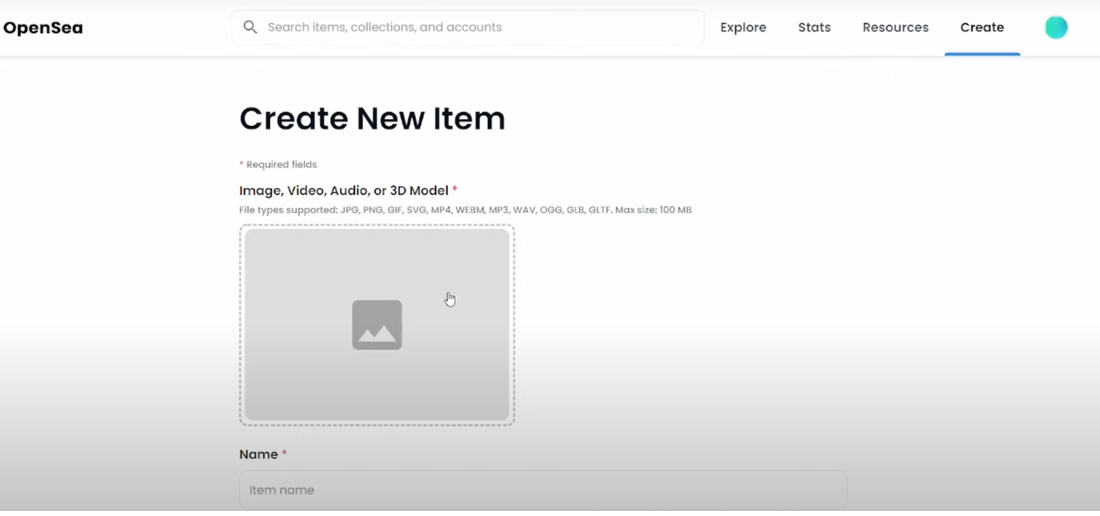 OpenSea
Search items, collections, and accounts
Explore Stats Resources Create
Create New Item
* Required fields
Image, Video, Audio, or 3D Model *
File types supported: JPG, PNG, GIF, SVG, MP4, WEBM, MP3, WAV, OGG, GLB, GLTF. Max size: 100 MB
Name *
Item name